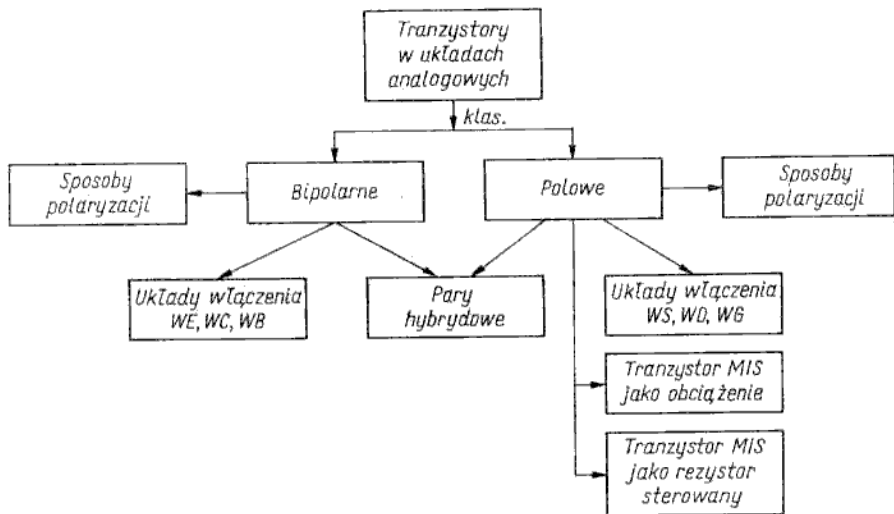 Tranzystory
w układach
analogowych
klas.
Sposoby
polaryzacji
Bipolarne
Polowe
Sposoby
polaryzacji
Układy włączenia
WE, WC, WB
Pary
hybrydowe
Układy włączenia
WS, WD, WG
Tranzystor MIS
jako obciążenie
Tranzystor MIS
jako rezystor
sterowany